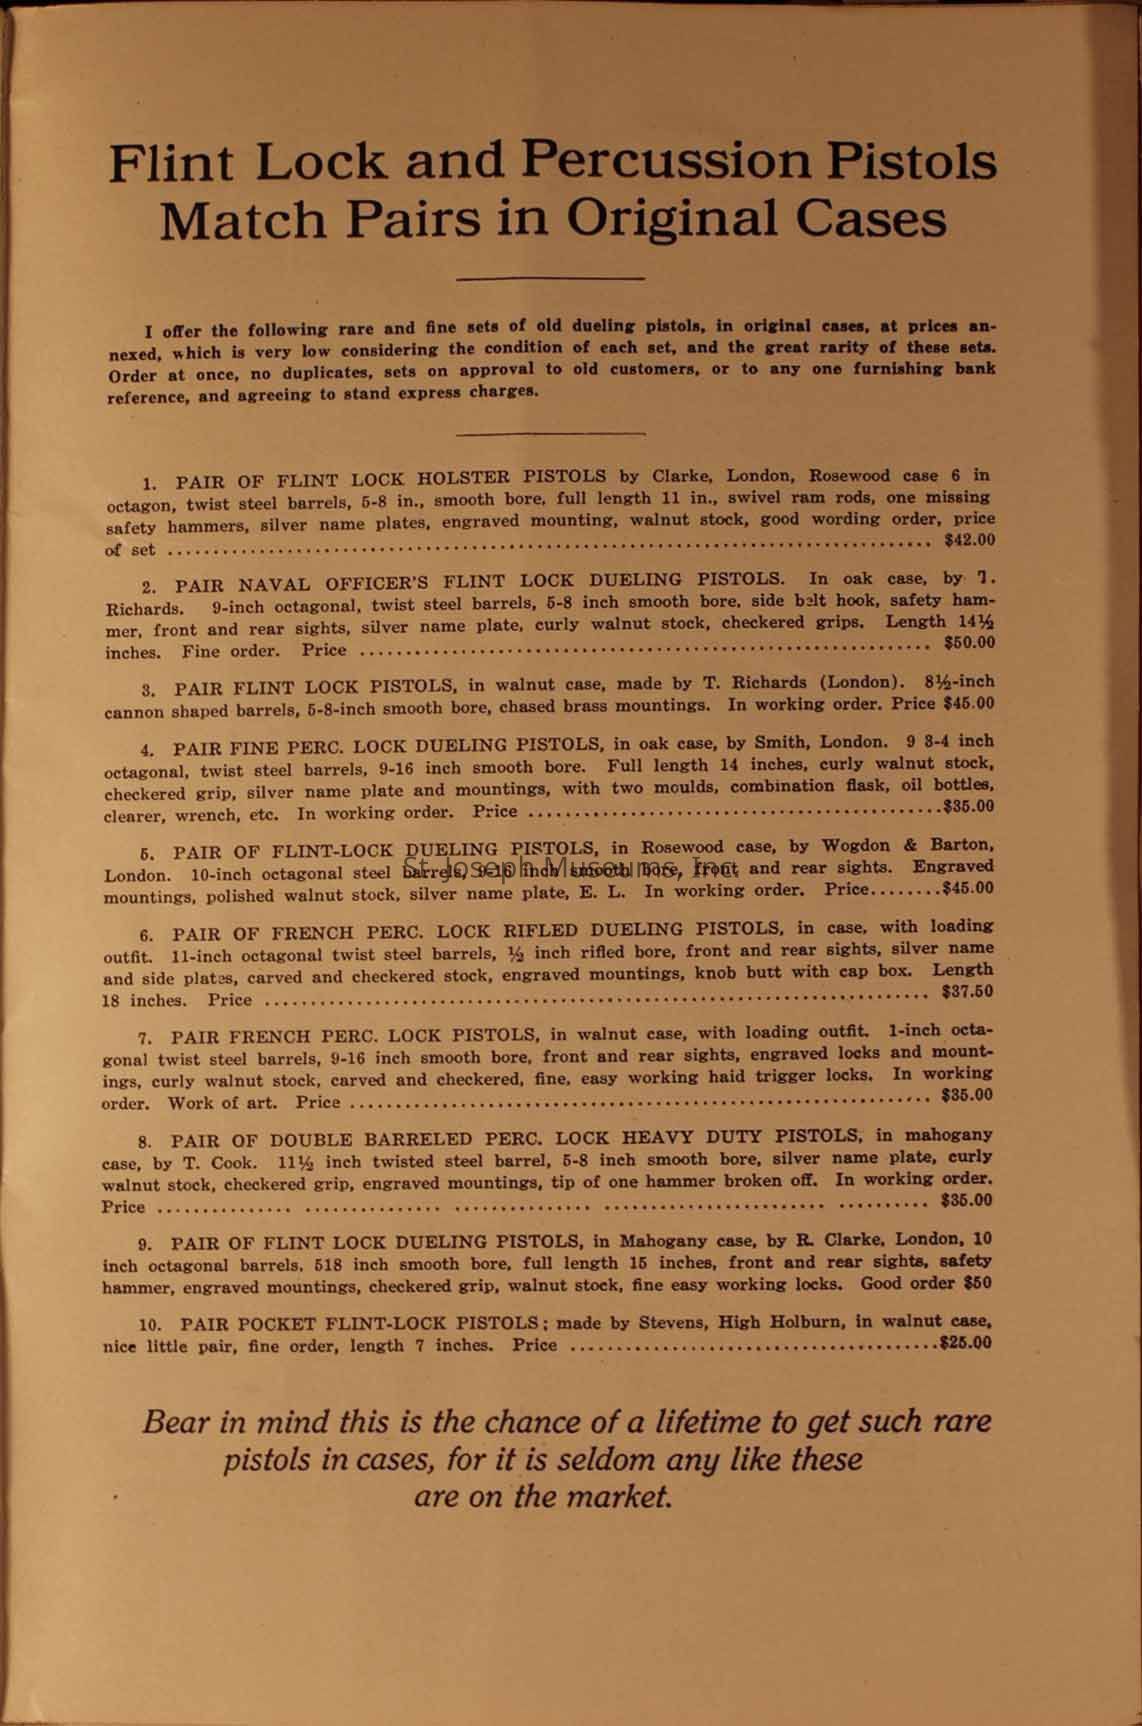 Flint Lock and Percussion Pistols
Match Pairs in Original Cases
I offer the following rare and fine sets of old dueling pistols, in original cases, at prices an-
nexed, which is very low considering the condition of each set, and the great rarity of these sets.
Order at once, no duplicates, sets on approval to old customers, or to any one furnishing bank
reference, and agreeing to stand express charges.
1. PAIR OF FLINT LOCK HOLSTER PISTOLS by Clarke, London, Rosewood case 6 in
octagon, twist steel barrels, 5-8 in., smooth bore, full length 11 in., swivel ram rods, one missing
safety hammers, silver name plates, engraved mounting, walnut stock, good wording order, price
of set ........ $42.00
2. PAIR NAVAL OFFICER'S FLINT LOCK DUELING PISTOLS. In oak case, by
Richards. 9-inch octagonal, twist steel barrels, 5-8 inch smooth bore, side belt hook, safety ham-
mer, front and rear sights, silver name plate, curly walnut stock, checkered grips. Length 14½
inches. Fine order. Price ........ $50.00
3. PAIR FLINT LOCK PISTOLS, in walnut case, made by T. Richards (London). 8½-inch
cannon shaped barrels, 5-8-inch smooth bore, chased brass mountings. In working order. Price $45.00
4. PAIR FINE PERC. LOCK DUELING PISTOLS, in oak case, by Smith, London. 9 3-4 inch
octagonal, twist steel barrels, 9-16 inch smooth bore. Full length 14 inches, curly walnut stock,
checkered grip, silver name plate and mountings, with two moulds, combination flask, oil bottles,
clearer, wrench, etc. In working order. Price ........ $35.00
5. PAIR OF FLINT-LOCK DUELING PISTOLS, in Rosewood case, by Wogdon & Barton,
St. Joseph Museums, Inc.
London. 10-inch octagonal steel barrels, 9-16 inch smooth bore, front and rear sights. Engraved
mountings, polished walnut stock, silver name plate, E. L. In working order. Price........$45.00
6. PAIR OF FRENCH PERC. LOCK RIFLED DUELING PISTOLS, in case, with loading
outfit. 11-inch octagonal twist steel barrels, ½ inch rifled bore, front and rear sights, silver name
and side plates, carved and checkered stock, engraved mountings, knob butt with cap box. Length
18 inches. Price ........ $37.50
7. PAIR FRENCH PERC. LOCK PISTOLS, in walnut case, with loading outfit. 1-inch octa-
gonal twist steel barrels, 9-16 inch smooth bore, front and rear sights, engraved locks and mount-
ings, curly walnut stock, carved and checkered, fine, easy working haid trigger locks. In working
order. Work of art. Price ........ $35.00
8. PAIR OF DOUBLE BARRELED PERC. LOCK HEAVY DUTY PISTOLS, in mahogany
case, by T. Cook. 11½ inch twisted steel barrel, 5-8 inch smooth bore, silver name plate, curly
walnut stock, checkered grip, engraved mountings, tip of one hammer broken off. In working order.
Price ........ $35.00
9. PAIR OF FLINT LOCK DUELING PISTOLS, in Mahogany case, by R. Clarke, London, 10
inch octagonal barrels, 518 inch smooth bore, full length 15 inches, front and rear sights, safety
hammer, engraved mountings, checkered grip, walnut stock, fine easy working locks. Good order $50
10. PAIR POCKET FLINT-LOCK PISTOLS; made by Stevens, High Holburn, in walnut case,
nice little pair, fine order, length 7 inches. Price ........ $25.00
Bear in mind this is the chance of a lifetime to get such rare
pistols in cases, for it is seldom any like these
are on the market.